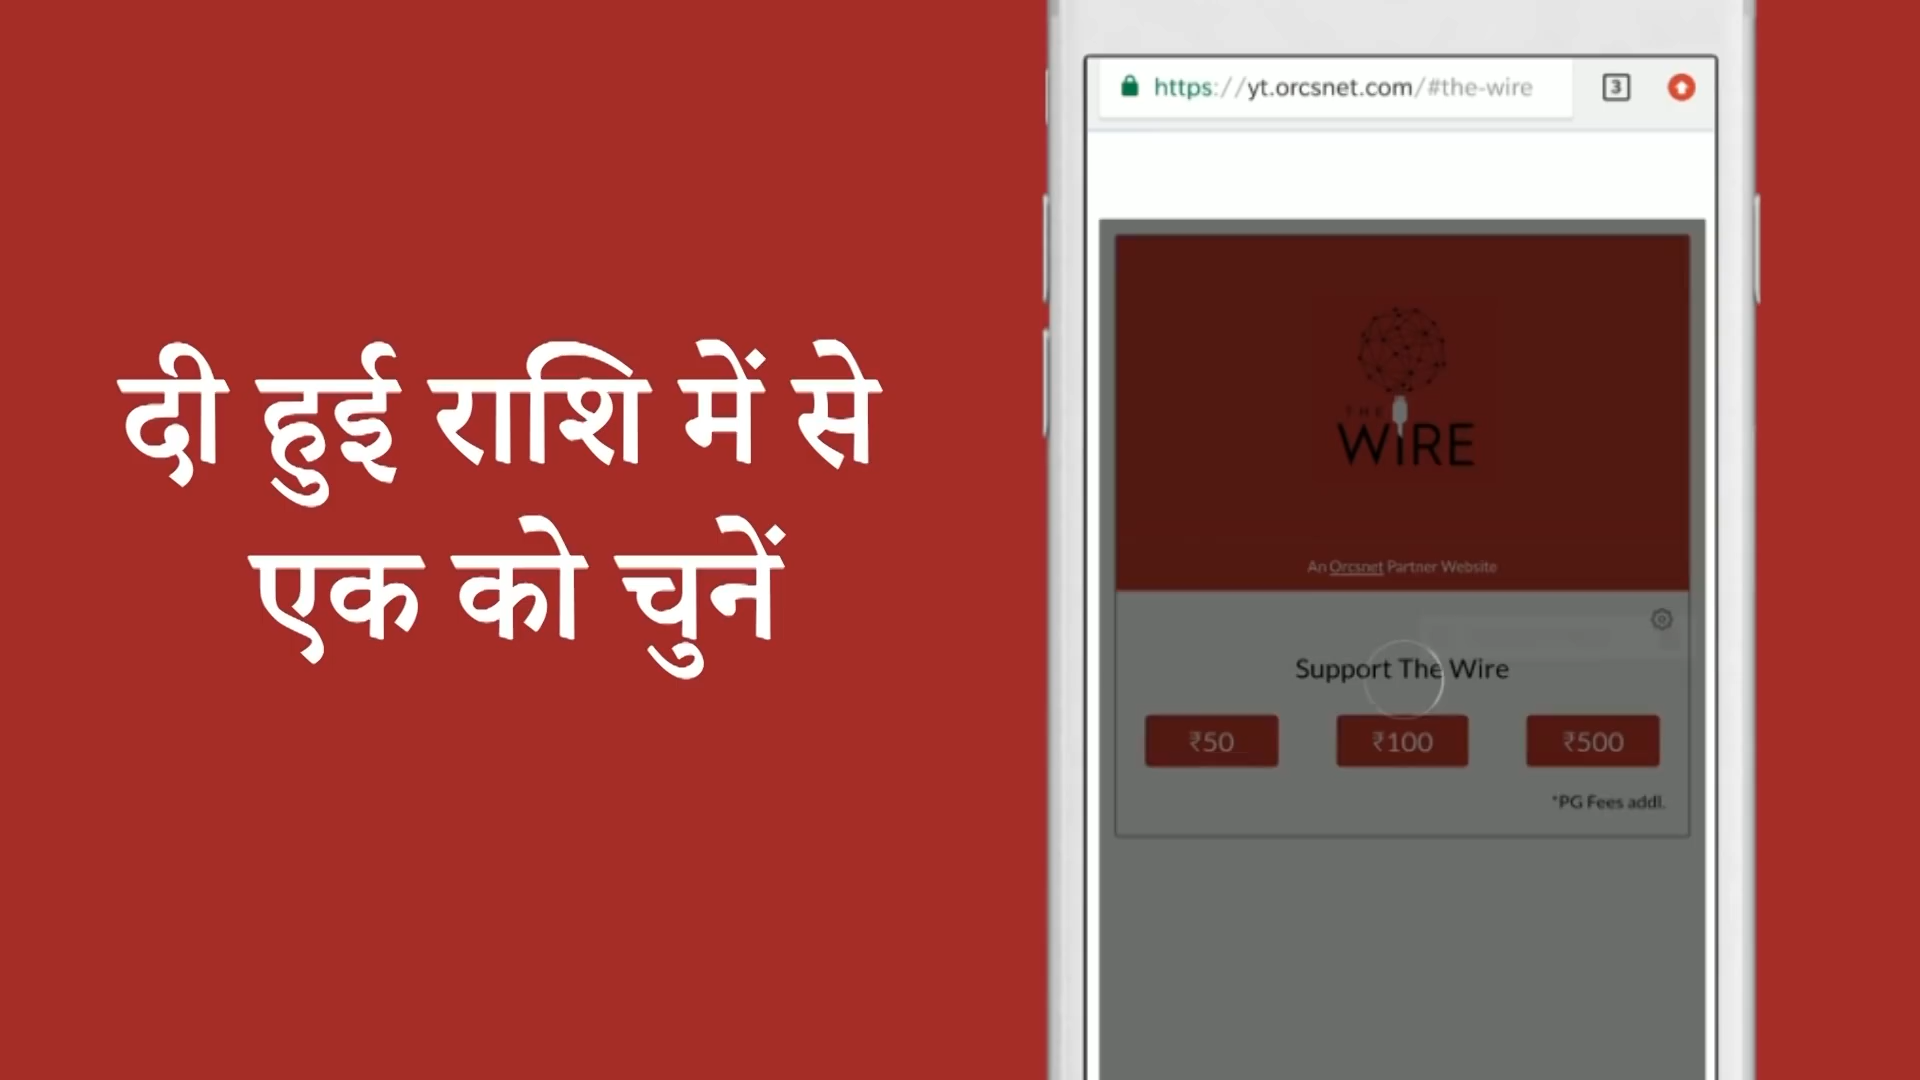 दी हुई राशि में से
एक को चुनें
https://yt.orcsnet.com/#the-wire
3
THE
WIRE
An Orcsnet Partner Website
Support The Wire
₹50 ₹100 ₹500
*PG Fees addl.